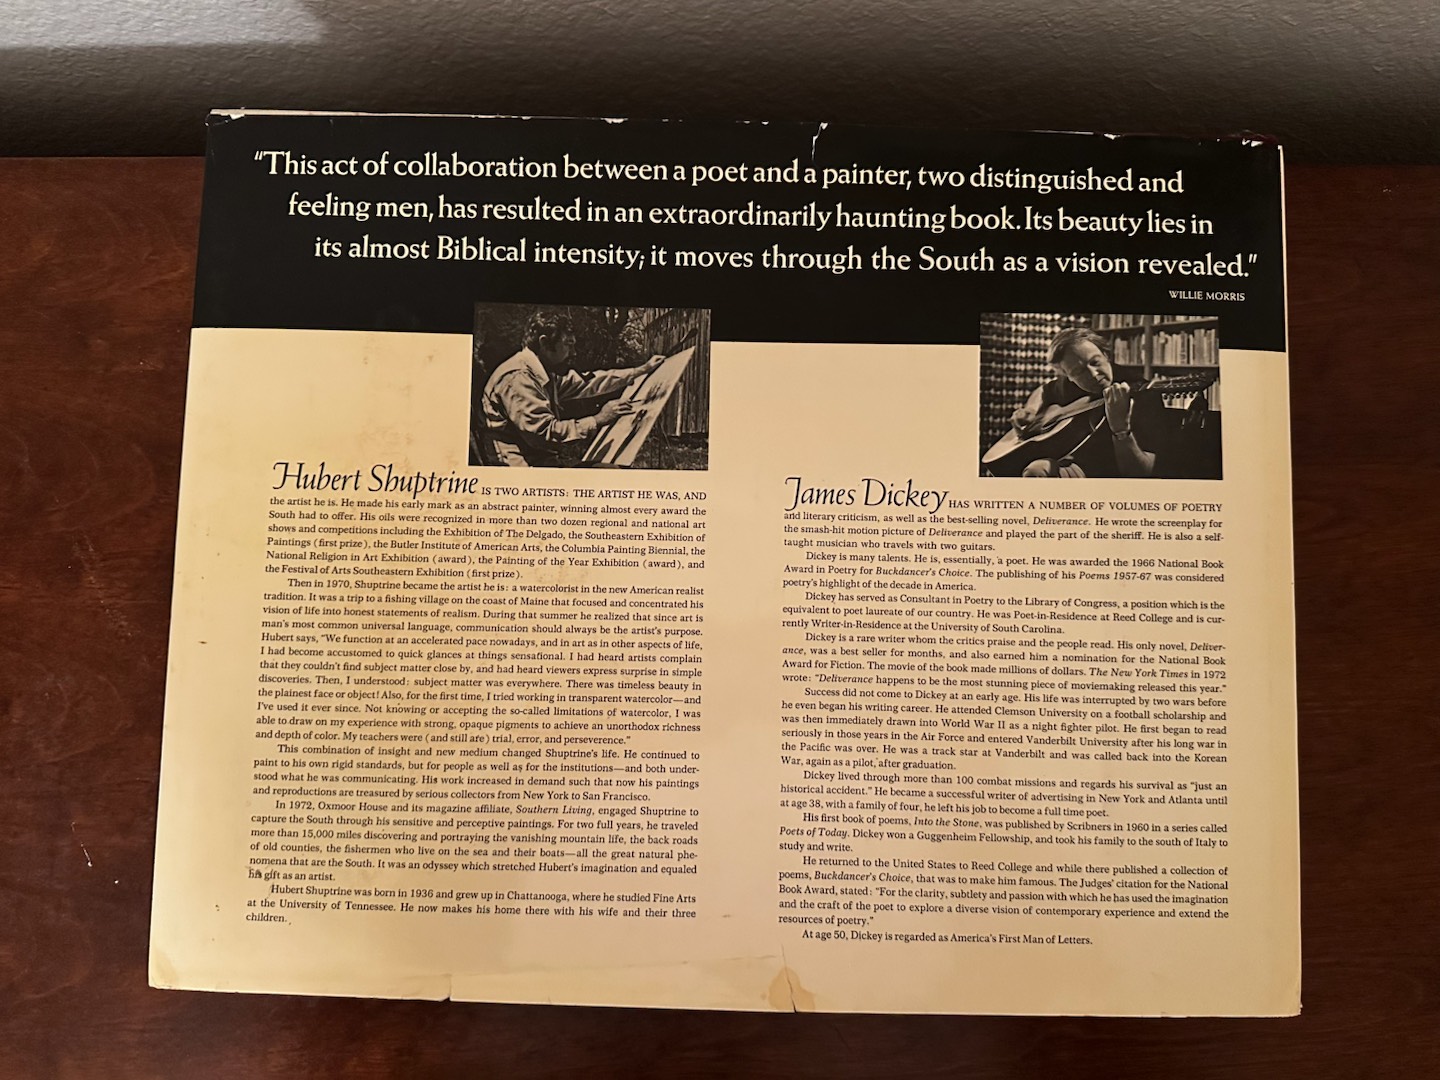 “This act of collaboration between a poet and a painter, two distinguished and
feeling men, has resulted in an extraordinarily haunting book. Its beauty lies in
its almost Biblical intensity; it moves through the South as a vision revealed.”
WILLIE MORRIS
Hubert Shuptrine IS TWO ARTISTS: THE ARTIST HE WAS, AND
the artist he is. He made his early mark as an abstract painter, winning almost every award the
South had to offer. His oils were recognized in more than two dozen regional and national art
shows and competitions including the Exhibition of The Delgado, the Southeastern Exhibition of
Paintings (first prize), the Butler Institute of American Arts, the Columbia Painting Biennial, the
National Religion in Art Exhibition (award), the Painting of the Year Exhibition (award), and
the Festival of Arts Southeastern Exhibition (first prize).
Then in 1970, Shuptrine became the artist he is: a watercolorist in the new American realist
tradition. It was a trip to a fishing village on the coast of Maine that focused and concentrated his
vision of life into honest statements of realism. During that summer he realized that since art is
man's most common universal language, communication should always be the artist's purpose.
Hubert says, "We function at an accelerated pace nowadays, and in art as in other aspects of life,
I had become accustomed to quick glances at things sensational. I had heard artists complain
that they couldn't find subject matter close by, and had heard viewers express surprise in simple
discoveries. Then, I understood: subject matter was everywhere. There was timeless beauty in
the plainest face or object! Also, for the first time, I tried working in transparent watercolor—and
I've used it ever since. Not knowing or accepting the so-called limitations of watercolor, I was
able to draw on my experience with strong, opaque pigments to achieve an unorthodox richness
and depth of color. My teachers were (and still are) trial, error, and perseverence."
This combination of insight and new medium changed Shuptrine's life. He continued to
paint to his own rigid standards, but for people as well as for the institutions—and both under-
stood what he was communicating. His work increased in demand such that now his paintings
and reproductions are treasured by serious collectors from New York to San Francisco.
In 1972, Oxmoor House and its magazine affiliate, Southern Living, engaged Shuptrine to
capture the South through his sensitive and perceptive paintings. For two full years, he traveled
more than 15,000 miles discovering and portraying the vanishing mountain life, the back roads
of old counties, the fishermen who live on the sea and their boats—all the great natural phe-
nomena that are the South. It was an odyssey which stretched Hubert's imagination and equaled
his gift as an artist.
Hubert Shuptrine was born in 1936 and grew up in Chattanooga, where he studied Fine Arts
at the University of Tennessee. He now makes his home there with his wife and their three
children.
James Dickey HAS WRITTEN A NUMBER OF VOLUMES OF POETRY
and literary criticism, as well as the best-selling novel, Deliverance. He wrote the screenplay for
the smash-hit motion picture of Deliverance and played the part of the sheriff. He is also a self-
taught musician who travels with two guitars.
Dickey is many talents. He is, essentially, a poet. He was awarded the 1966 National Book
Award in Poetry for Buckdancer's Choice. The publishing of his Poems 1957-67 was considered
poetry's highlight of the decade in America.
Dickey has served as Consultant in Poetry to the Library of Congress, a position which is the
equivalent to poet laureate of our country. He was Poet-in-Residence at Reed College and is cur-
rently Writer-in-Residence at the University of South Carolina.
Dickey is a rare writer whom the critics praise and the people read. His only novel, Deliver-
ance, was a best seller for months, and also earned him a nomination for the National Book
Award for Fiction. The movie of the book made millions of dollars. The New York Times in 1972
wrote: "Deliverance happens to be the most stunning piece of moviemaking released this year."
Success did not come to Dickey at an early age. His life was interrupted by two wars before
he even began his writing career. He attended Clemson University on a football scholarship and
was then immediately drawn into World War II as a night fighter pilot. He first began to read
seriously in those years in the Air Force and entered Vanderbilt University after his long war in
the Pacific was over. He was a track star at Vanderbilt and was called back into the Korean
War, again as a pilot, after graduation.
Dickey lived through more than 100 combat missions and regards his survival as "just an
historical accident." He became a successful writer of advertising in New York and Atlanta until
at age 38, with a family of four, he left his job to become a full time poet.
His first book of poems, Into the Stone, was published by Scribners in 1960 in a series called
Poets of Today. Dickey won a Guggenheim Fellowship, and took his family to the south of Italy to
study and write.
He returned to the United States to Reed College and while there published a collection of
poems, Buckdancer's Choice, that was to make him famous. The Judges' citation for the National
Book Award, stated: "For the clarity, subtlety and passion with which he has used the imagination
and the craft of the poet to explore a diverse vision of contemporary experience and extend the
resources of poetry."
At age 50, Dickey is regarded as America's First Man of Letters.